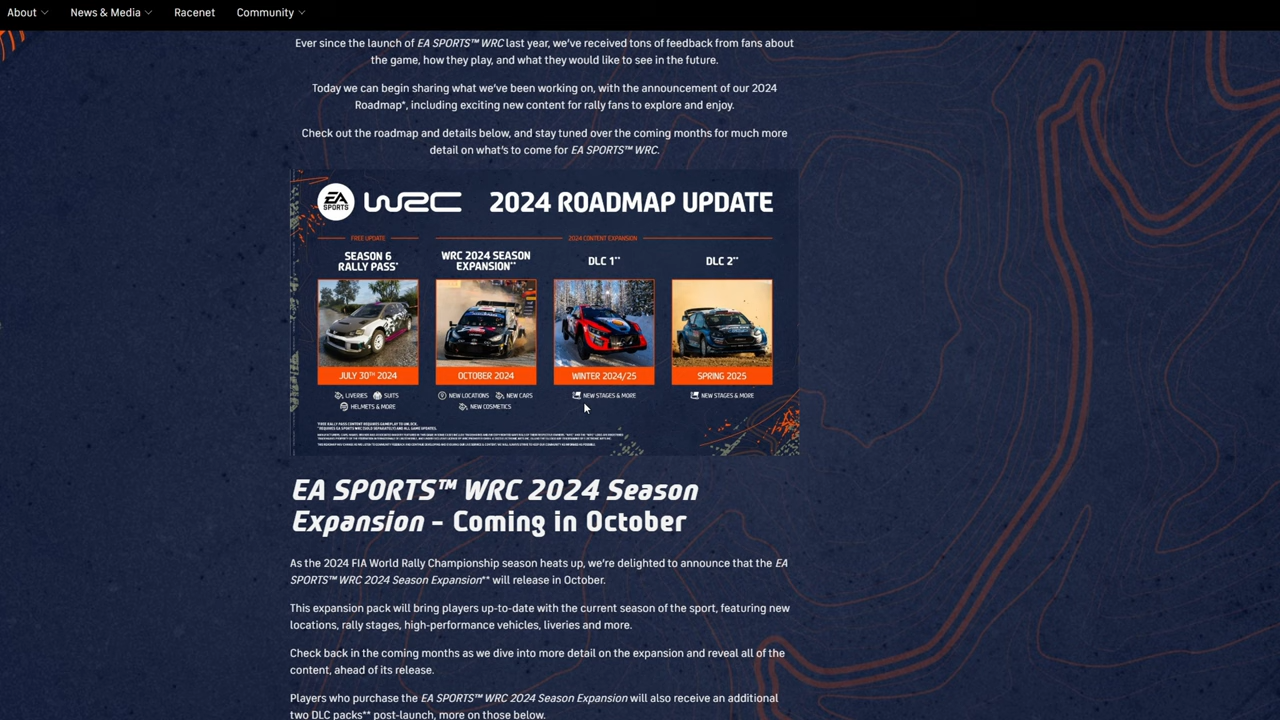 About News & Media Racenet Community
Ever since the launch of EA SPORTS™ WRC last year, we've received tons of feedback from fans about
the game, how they play, and what they would like to see in the future.
Today we can begin sharing what we've been working on, with the announcement of our 2024
Roadmap*, including exciting new content for rally fans to explore and enjoy.
Check out the roadmap and details below, and stay tuned over the coming months for much more
detail on what's to come for EA SPORTS™ WRC.
EA SPORTS WRC 2024 ROADMAP UPDATE
FREE UPDATE 2024 CONTENT EXPANSION
SEASON 6
RALLY PASS*
WRC 2024 SEASON
EXPANSION**
DLC 1**
DLC 2**
JULY 30TH 2024 OCTOBER 2024 WINTER 2024/25 SPRING 2025
LIVERIES SUITS NEW LOCATIONS NEW CARS NEW STAGES & MORE NEW STAGES & MORE
HELMETS & MORE NEW COSMETICS
EA SPORTS™ WRC 2024 Season
Expansion – Coming in October
As the 2024 FIA World Rally Championship season heats up, we're delighted to announce that the EA
SPORTS™ WRC 2024 Season Expansion** will release in October.
This expansion pack will bring players up-to-date with the current season of the sport, featuring new
locations, rally stages, high-performance vehicles, liveries and more.
Check back in the coming months as we dive into more detail on the expansion and reveal all of the
content, ahead of its release.
Players who purchase the EA SPORTS™ WRC 2024 Season Expansion will also receive an additional
two DLC packs** post-launch, more on those below.